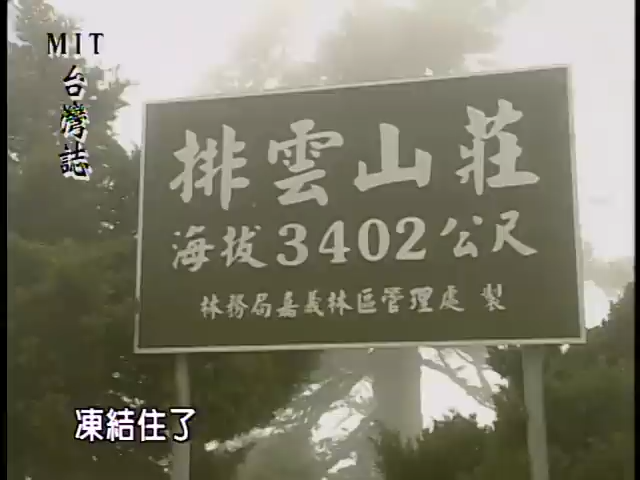 MIT
台灣誌
排雲山莊
海拔3402公尺
林務局嘉義林區管理處 製
凍結住了